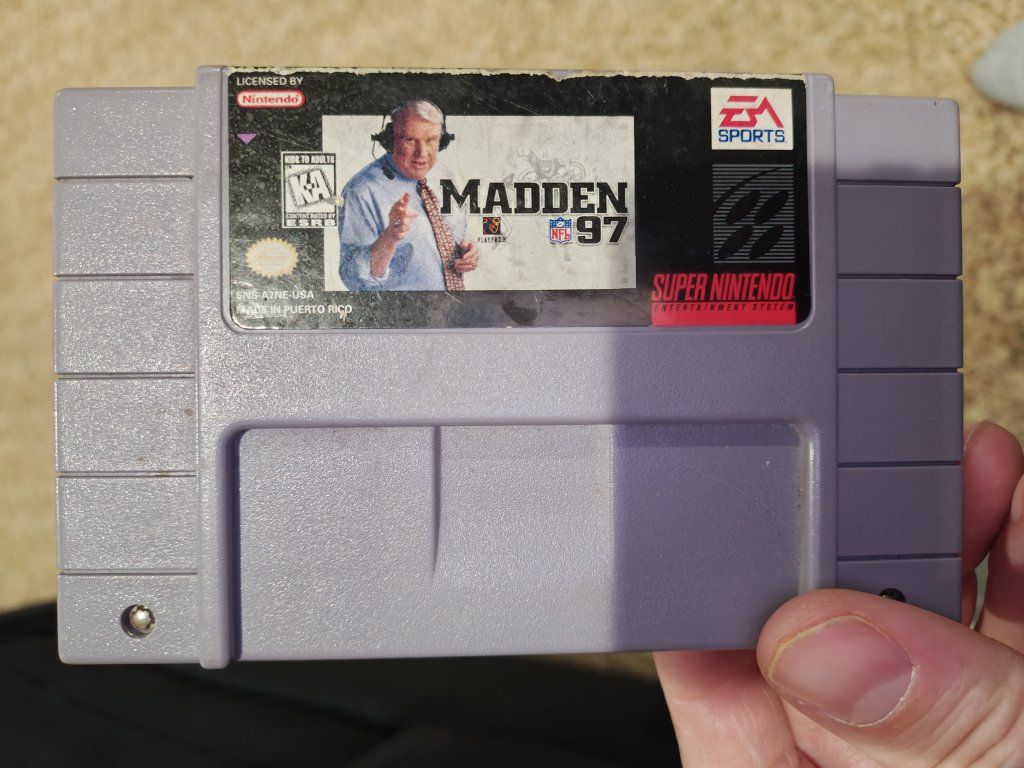 LICENSED BY
Nintendo
KIDS TO ADULTS
K-A
CONTENT RATED BY
ESRB
SNS-A7NE-USA
MADE IN PUERTO RICO
MADDEN
97
PLAYERS
NFL
EA
SPORTS
SUPER NINTENDO
ENTERTAINMENT SYSTEM